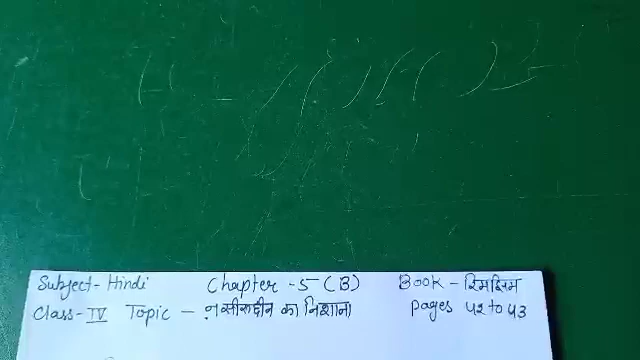 Subject - Hindi Chapter - 5 (B) Book - रिमझिम
Class - IV Topic - नसीरुद्दीन का निशाना Pages 42 to 43